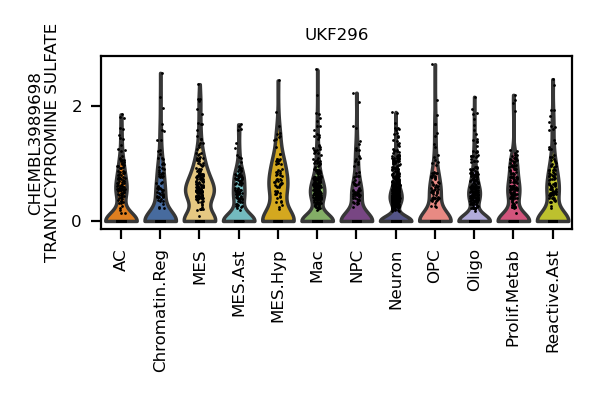 UKF296
CHEMBL3989698
TRANYLCYPROMINE SULFATE
2
0
AC
Chromatin.Reg
MES
MES.Ast
MES.Hyp
Mac
NPC
Neuron
OPC
Oligo
Prolif.Metab
Reactive.Ast